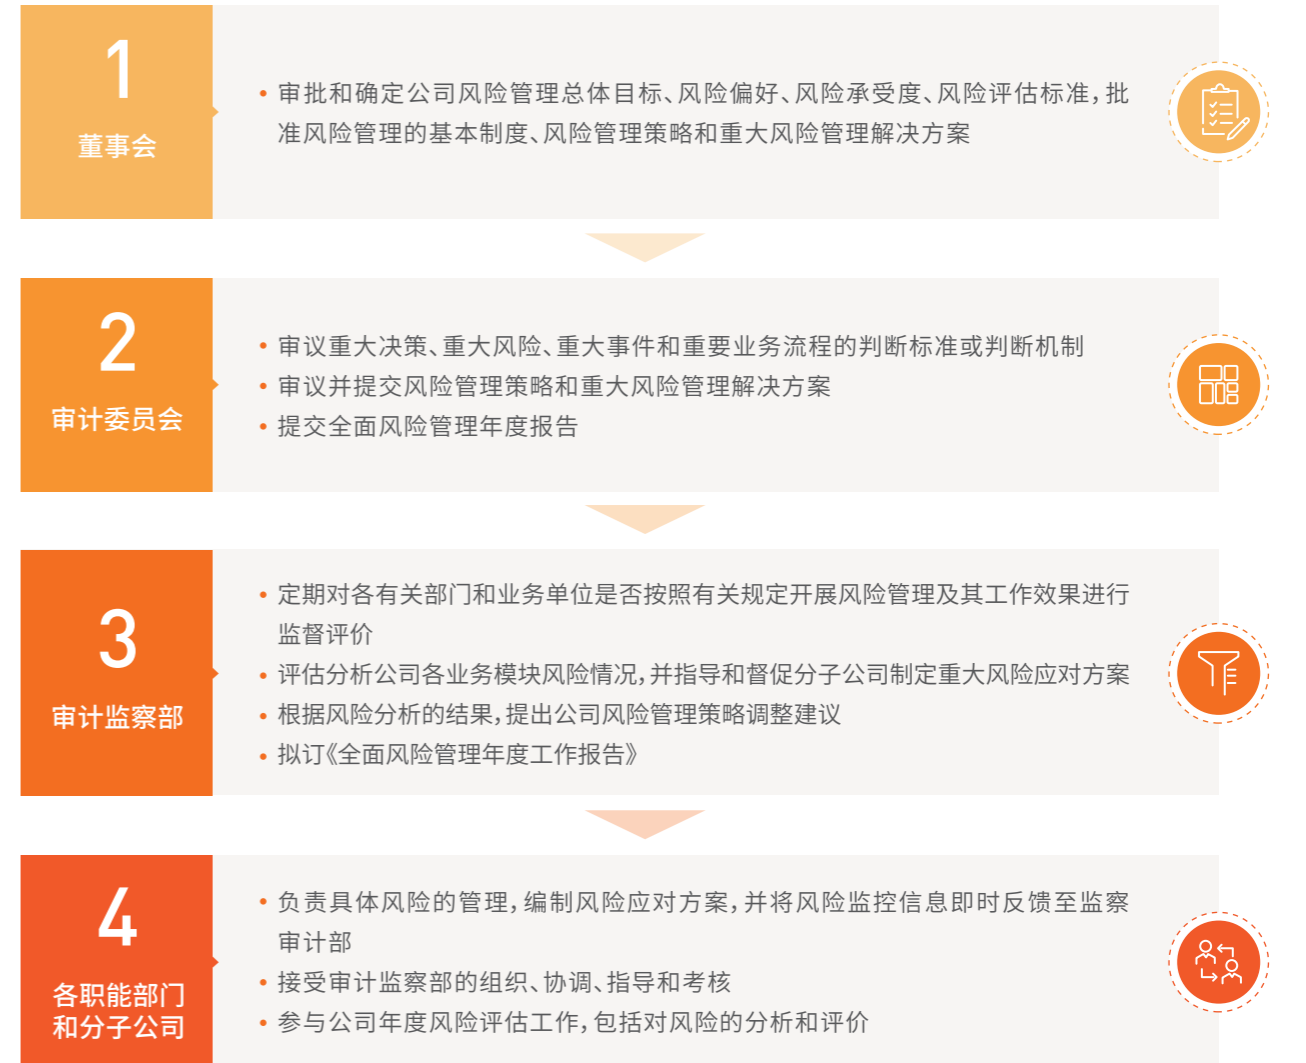 1
董事会
• 审批和确定公司风险管理总体目标、风险偏好、风险承受度、风险评估标准，批
准风险管理的基本制度、风险管理策略和重大风险管理解决方案
2
审计委员会
• 审议重大决策、重大风险、重大事件和重要业务流程的判断标准或判断机制
• 审议并提交风险管理策略和重大风险管理解决方案
• 提交全面风险管理年度报告
3
审计监察部
• 定期对各有关部门和业务单位是否按照有关规定开展风险管理及其工作效果进行
监督评价
• 评估分析公司各业务模块风险情况，并指导和督促分子公司制定重大风险应对方案
• 根据风险分析的结果，提出公司风险管理策略调整建议
• 拟订《全面风险管理年度工作报告》
4
各职能部门
和分子公司
• 负责具体风险的管理，编制风险应对方案，并将风险监控信息即时反馈至监察
审计部
• 接受审计监察部的组织、协调、指导和考核
• 参与公司年度风险评估工作，包括对风险的分析和评价